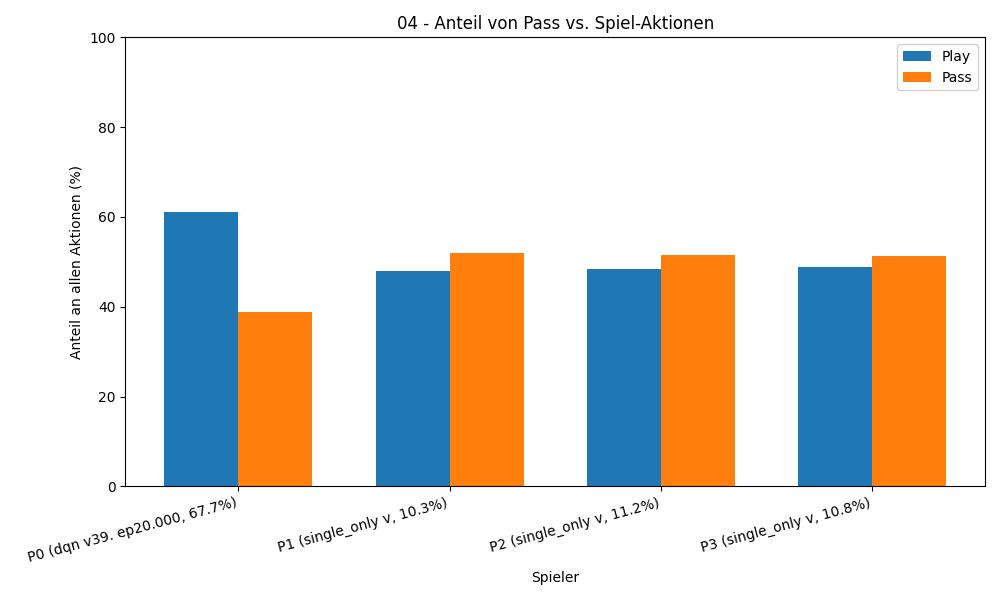 04 - Anteil von Pass vs. Spiel-Aktionen
Play
Pass
Anteil an allen Aktionen (%)
100
80
60
40
20
0
P0 (dqn v39. ep20.000, 67.7%)
P1 (single_only v, 10.3%)
P2 (single_only v, 11.2%)
P3 (single_only v, 10.8%)
Spieler